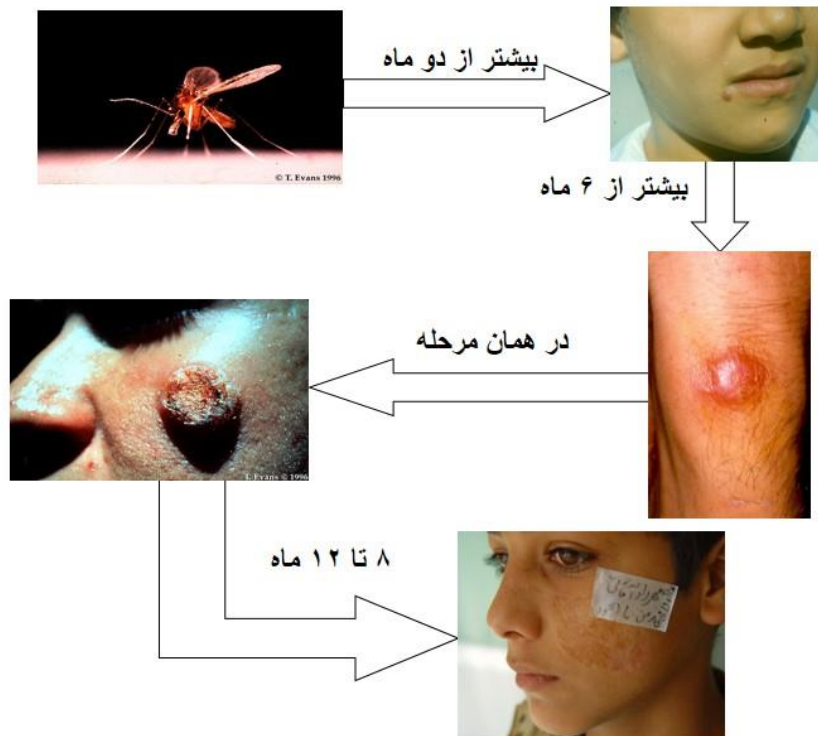 بیشتر از دو ماه
© T. Evans 1996
بیشتر از ۶ ماه
در همان مرحله
T. Evans © 1996
۸ تا ۱۲ ماه